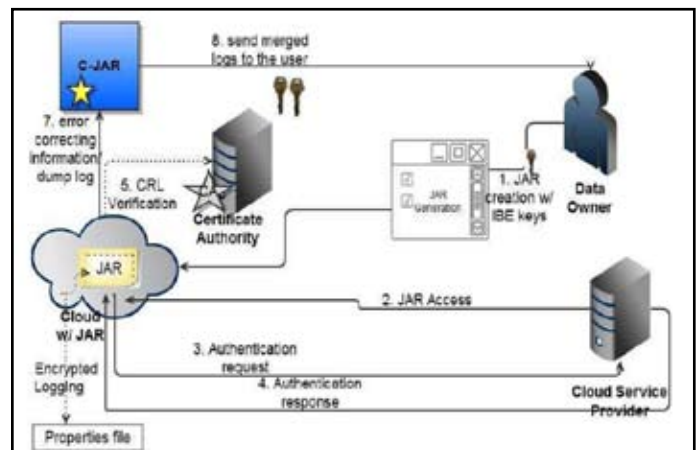 8. send merged
logs to the user
C-JAR
7. error
correcting
information/
dump log
5. CRL
Verification
Certificate
Authority
JAR
Generation
1. JAR
creation w/
IBE keys
Data
Owner
JAR
Cloud
w/ JAR
2. JAR Access
3. Authentication
request
4. Authentication
response
Cloud Service
Provider
Encrypted
Logging
Properties file